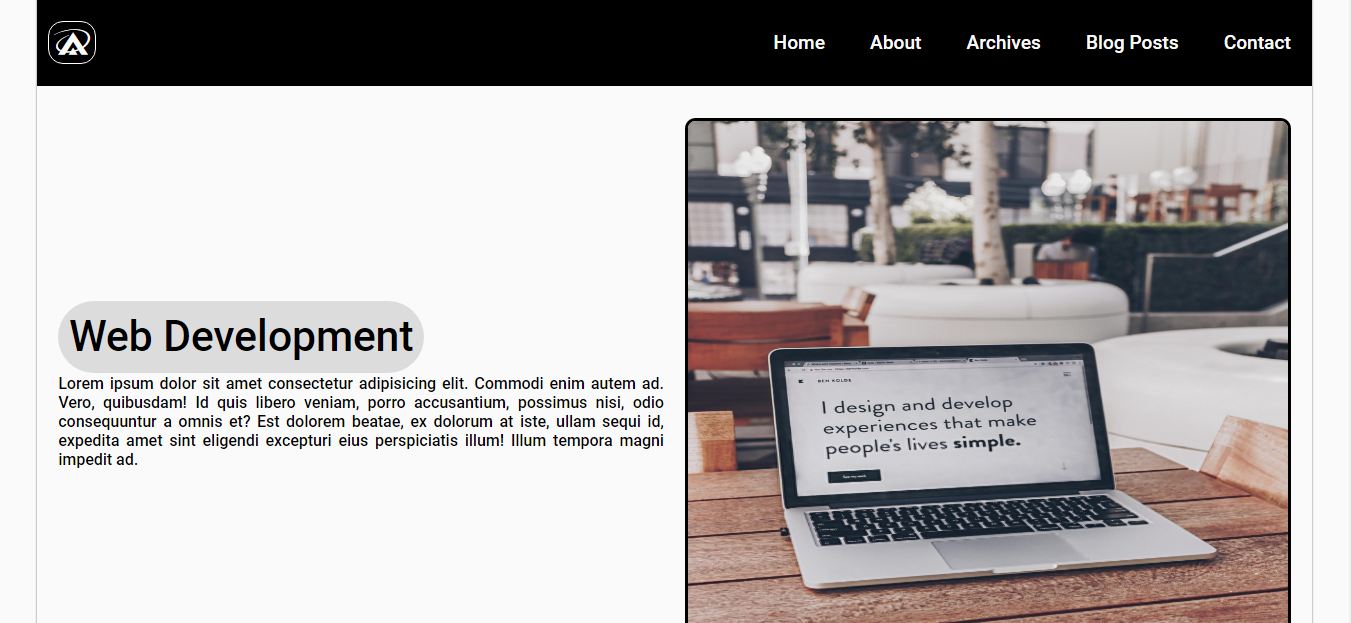 Home About Archives Blog Posts Contact
Web Development
Lorem ipsum dolor sit amet consectetur adipisicing elit. Commodi enim autem ad.
Vero, quibusdam! Id quis libero veniam, porro accusantium, possimus nisi, odio
consequuntur a omnis et? Est dolorem beatae, ex dolorum at iste, ullam sequi id,
expedita amet sint eligendi excepturi eius perspiciatis illum! Illum tempora magni
impedit ad.
BEN KOLDE
I design and develop
experiences that make
people's lives simple.
See my work